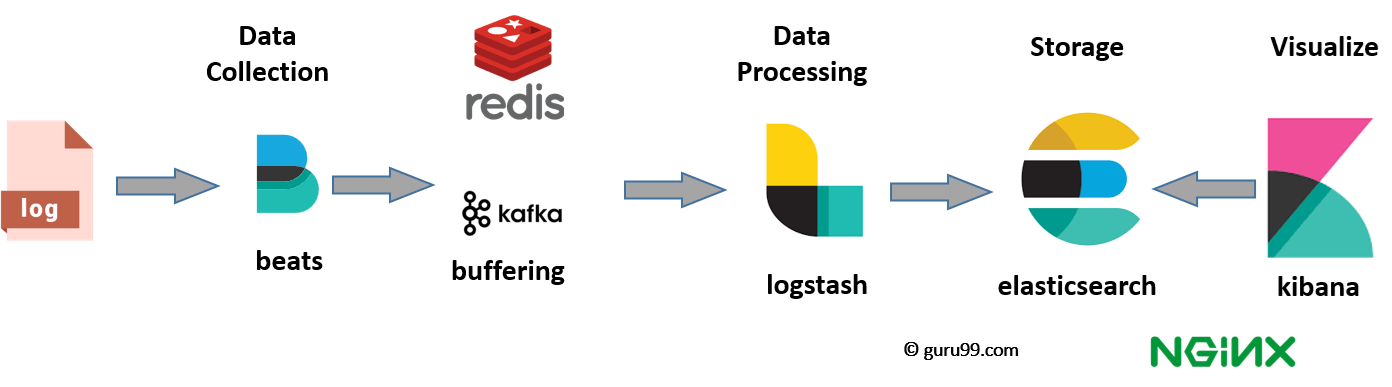 Data
Collection
redis
Data
Processing
Storage
Visualize
log
beats
kafka
buffering
logstash
elasticsearch
kibana
© guru99.com
NGiNX